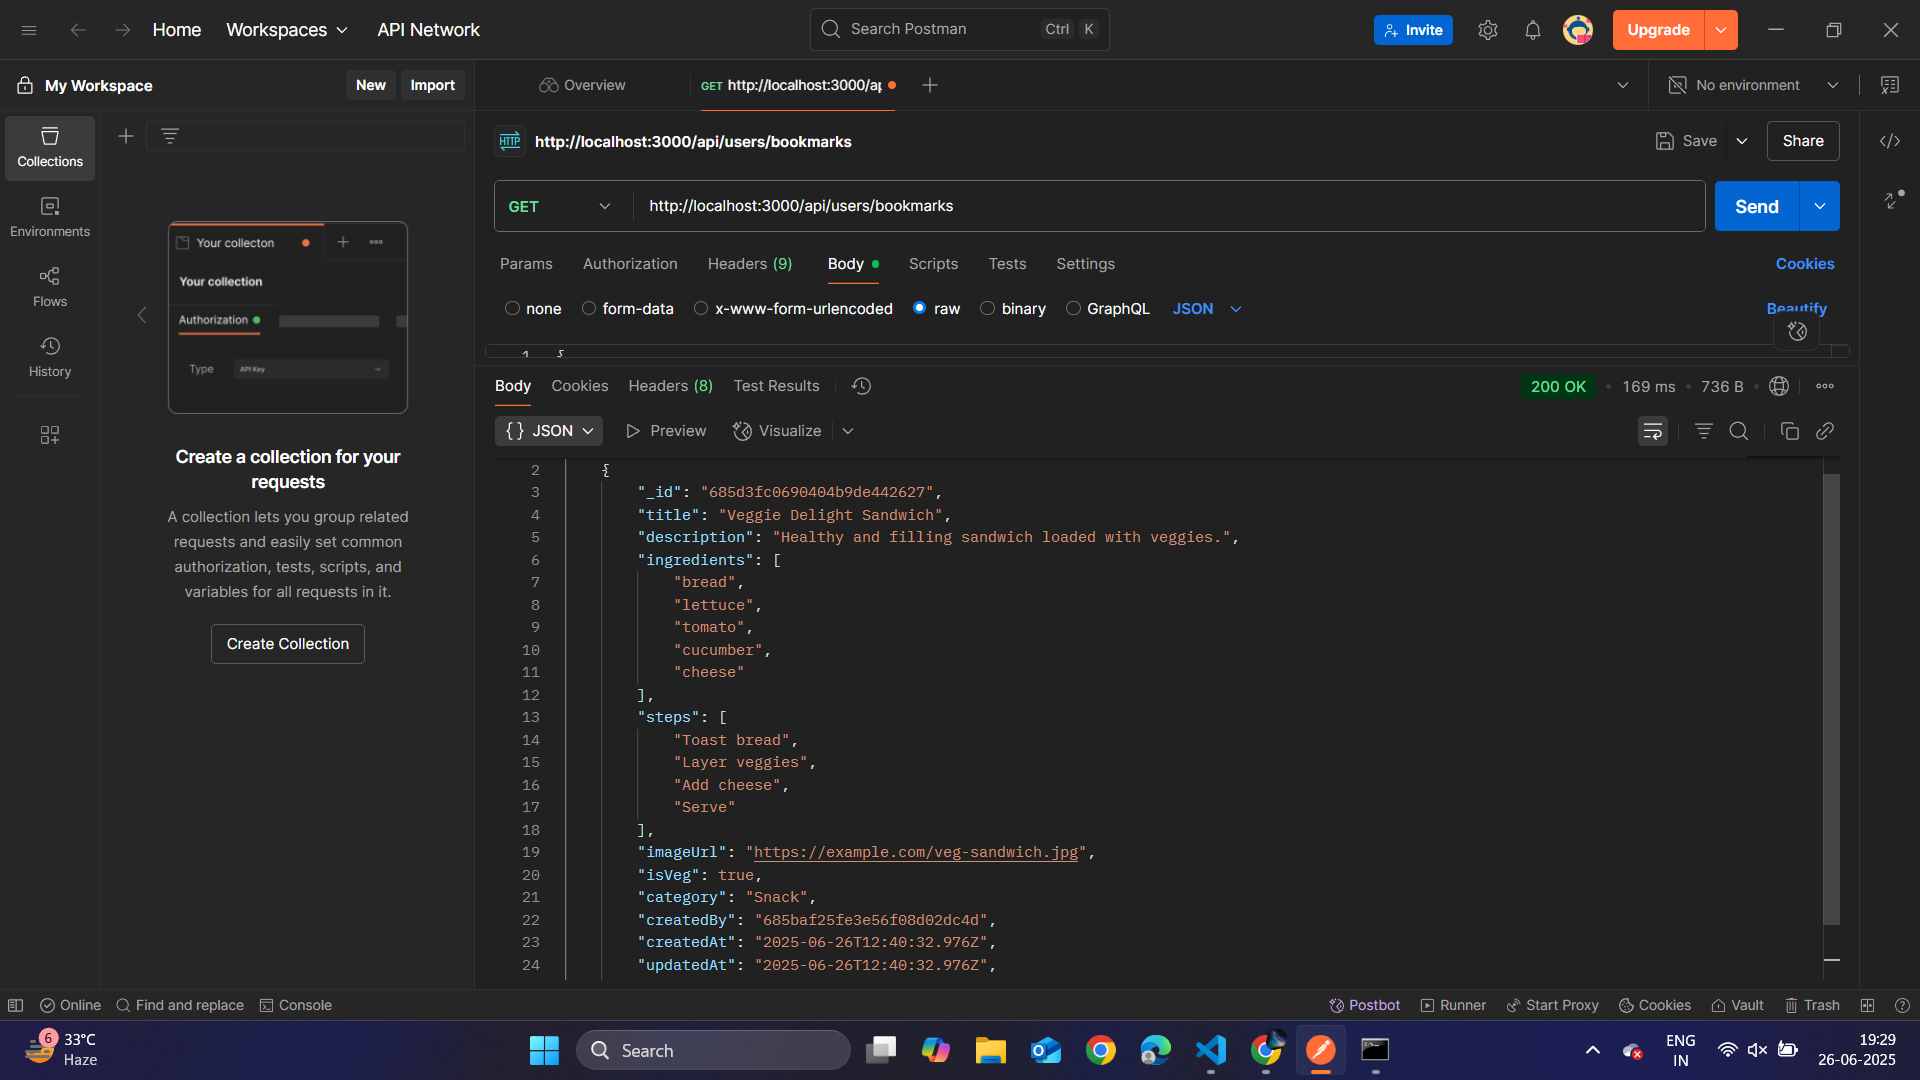 Home Workspaces API Network Search Postman Ctrl K Invite Upgrade
My Workspace New Import Overview GET http://localhost:3000/ap No environment
Collections
Environments
Flows
History
Your collecton
Your collection
Authorization
Type API Key
Create a collection for your
requests
A collection lets you group related
requests and easily set common
authorization, tests, scripts, and
variables for all requests in it.
Create Collection
HTTP http://localhost:3000/api/users/bookmarks Save Share
GET http://localhost:3000/api/users/bookmarks Send
Params Authorization Headers (9) Body Scripts Tests Settings Cookies
none form-data x-www-form-urlencoded raw binary GraphQL JSON Beautify
1 {
Body Cookies Headers (8) Test Results 200 OK 169 ms 736 B
{} JSON Preview Visualize
2 {
3 "_id": "685d3fc0690404b9de442627",
4 "title": "Veggie Delight Sandwich",
5 "description": "Healthy and filling sandwich loaded with veggies.",
6 "ingredients": [
7 "bread",
8 "lettuce",
9 "tomato",
10 "cucumber",
11 "cheese"
12 ],
13 "steps": [
14 "Toast bread",
15 "Layer veggies",
16 "Add cheese",
17 "Serve"
18 ],
19 "imageUrl": "https://example.com/veg-sandwich.jpg",
20 "isVeg": true,
21 "category": "Snack",
22 "createdBy": "685baf25fe3e56f08d02dc4d",
23 "createdAt": "2025-06-26T12:40:32.976Z",
24 "updatedAt": "2025-06-26T12:40:32.976Z",
Online Find and replace Console Postbot Runner Start Proxy Cookies Vault Trash
6 33°C
Haze
Search
ENG
IN
19:29
26-06-2025